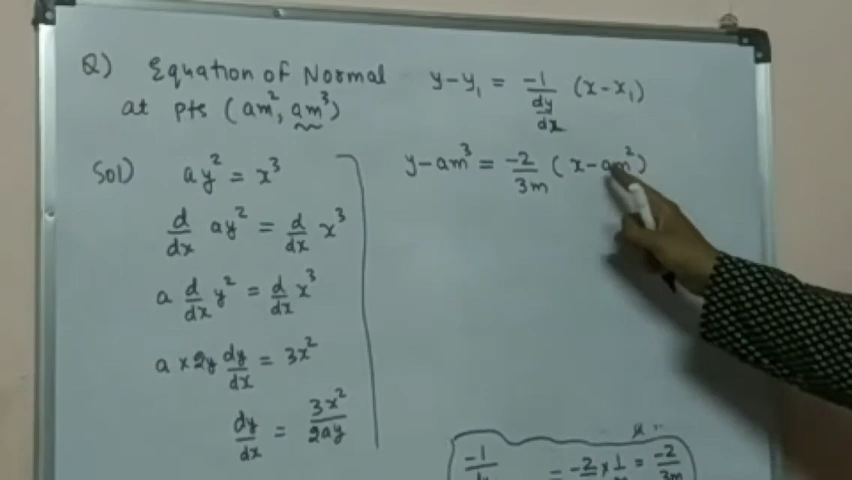 Q) Equation of Normal
at pts (am², am³)
Sol) ay² = x³
d/dx ay² = d/dx x³
a d/dx y² = d/dx x³
a × 2y dy/dx = 3x²
dy/dx = 3x²/2ay
y - y₁ = -1/(dy/dx) (x - x₁)
y - am³ = -2/3m (x - am²)
= -2 × 1 = -2/3m